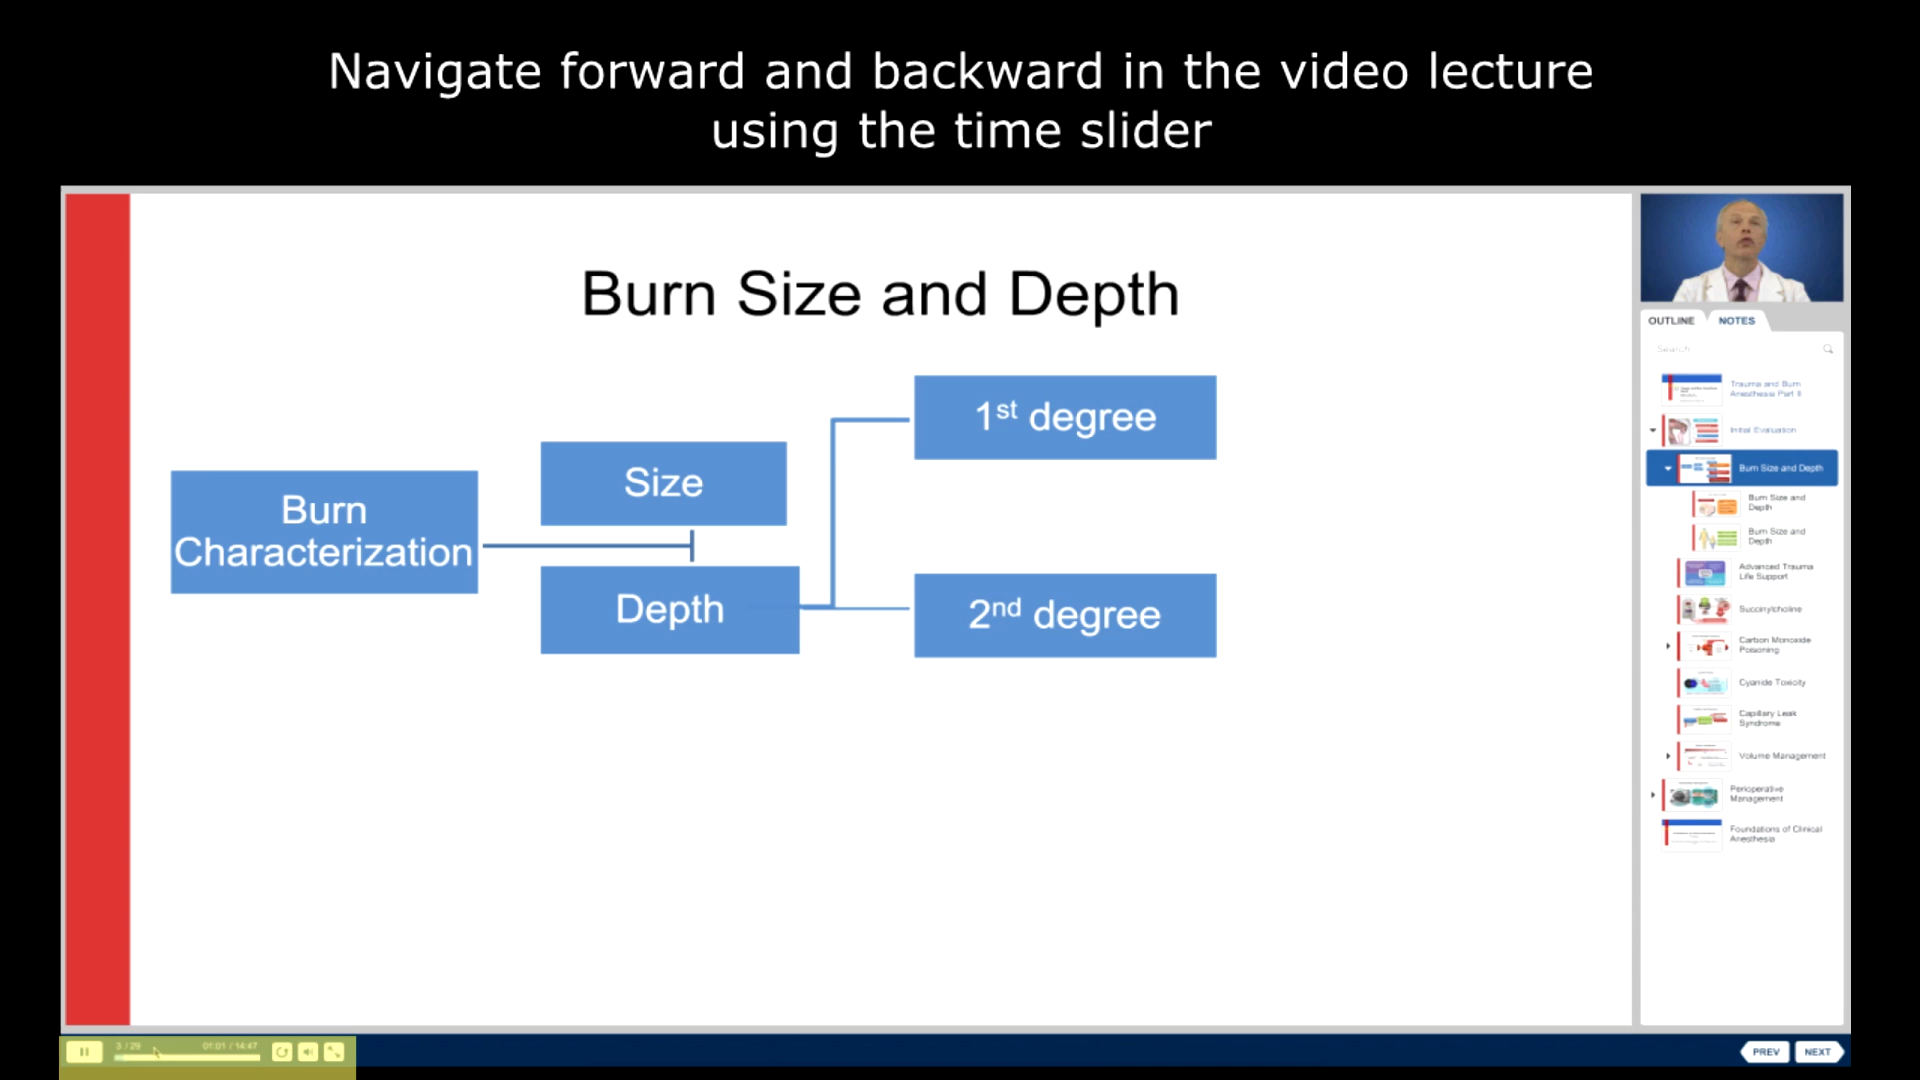 Navigate forward and backward in the video lecture
using the time slider
Burn Size and Depth
Burn
Characterization
Size
Depth
1st degree
2nd degree
OUTLINE
NOTES
Search
Trauma and Burn
Anesthesia Part II
Initial Evaluation
Burn Size and Depth
Burn Size and
Depth
Burn Size and
Depth
Advanced Trauma
Life Support
Succinylcholine
Carbon Monoxide
Poisoning
Cyanide Toxicity
Capillary Leak
Syndrome
Volume Management
Perioperative
Management
Foundations of Clinical
Anesthesia
3 / 29
01:01 / 14:47
PREV
NEXT